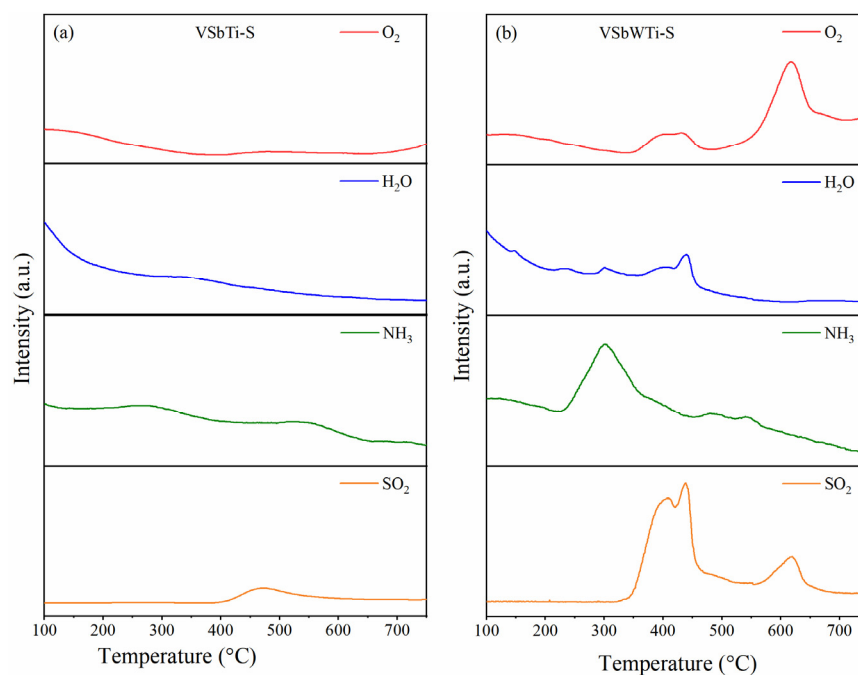 (a) VSbTi-S O₂
H₂O
NH₃
SO₂
Intensity (a.u.)
100 200 300 400 500 600 700
Temperature (°C)
(b) VSbWTi-S O₂
H₂O
NH₃
SO₂
Intensity (a.u.)
100 200 300 400 500 600 700
Temperature (°C)